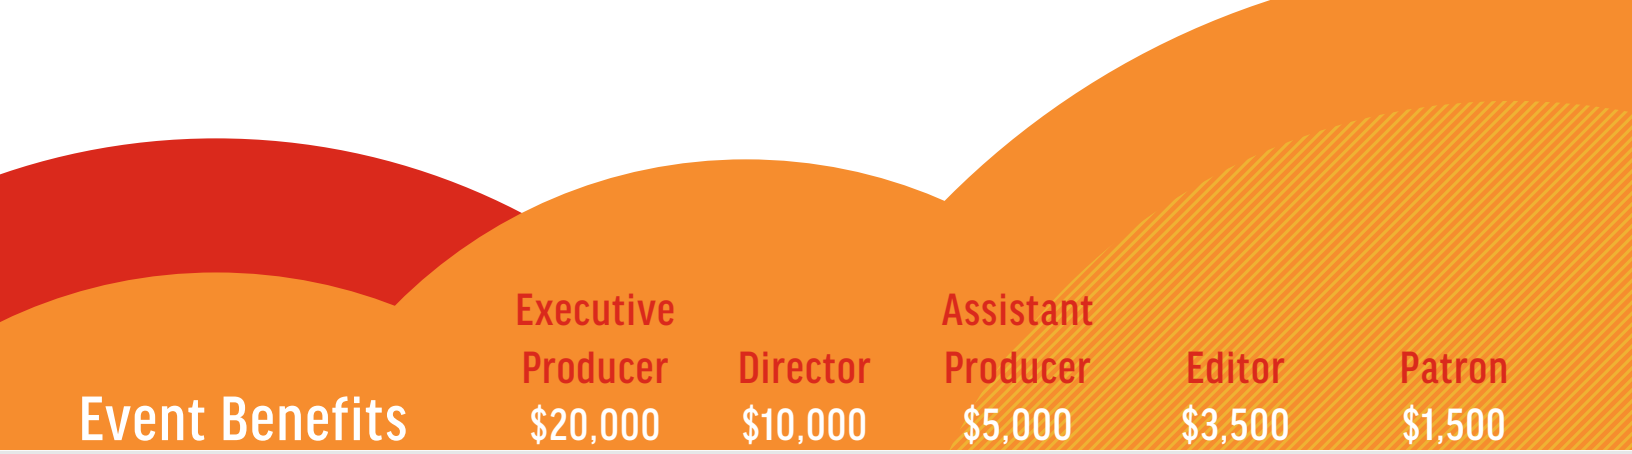 Executive Assistant
Producer Director Producer Editor Patron
Event Benefits $20,000 $10,000 $5,000 $3,500 $1,500